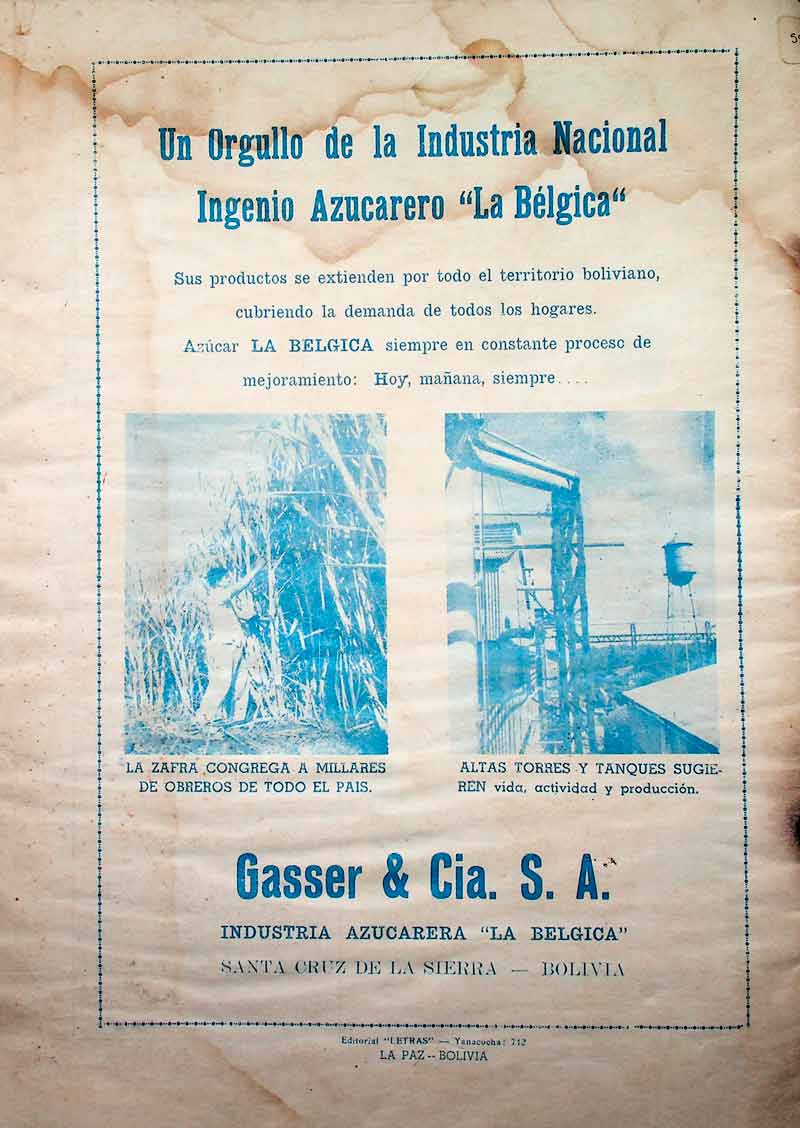 Un Orgullo de la Industria Nacional
Ingenio Azucarero “La Bélgica“
Sus productos se extienden por todo el territorio boliviano,
cubriendo la demanda de todos los hogares.
Azúcar LA BELGICA siempre en constante proceso de
mejoramiento: Hoy, mañana, siempre....
LA ZAFRA CONGREGA A MILLARES
DE OBREROS DE TODO EL PAIS.
ALTAS TORRES Y TANQUES SUGIE-
REN vida, actividad y producción.
Gasser & Cia. S. A.
INDUSTRIA AZUCARERA “LA BELGICA”
SANTA CRUZ DE LA SIERRA — BOLIVIA
Editorial "LETRAS" — Yanacocha: 712
LA PAZ -- BOLIVIA